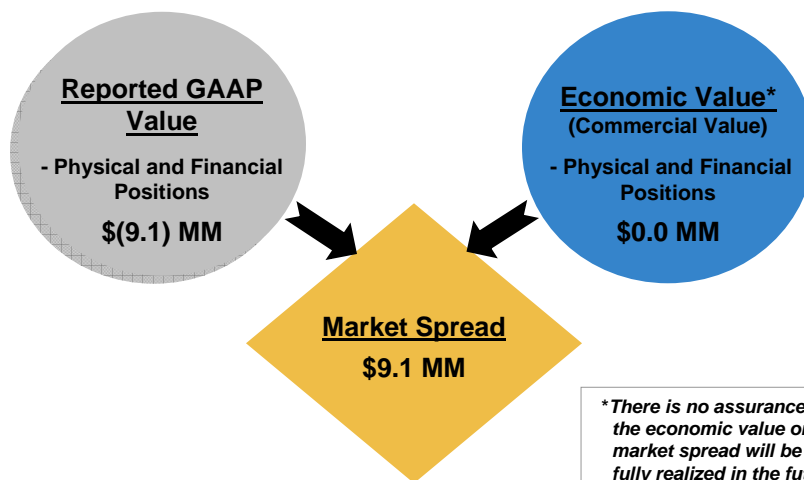 Reported GAAP
Value
- Physical and Financial
Positions
$(9.1) MM
Economic Value*
(Commercial Value)
- Physical and Financial
Positions
$0.0 MM
Market Spread
$9.1 MM
*There is no assurance
the economic value or
market spread will be
fully realized in the